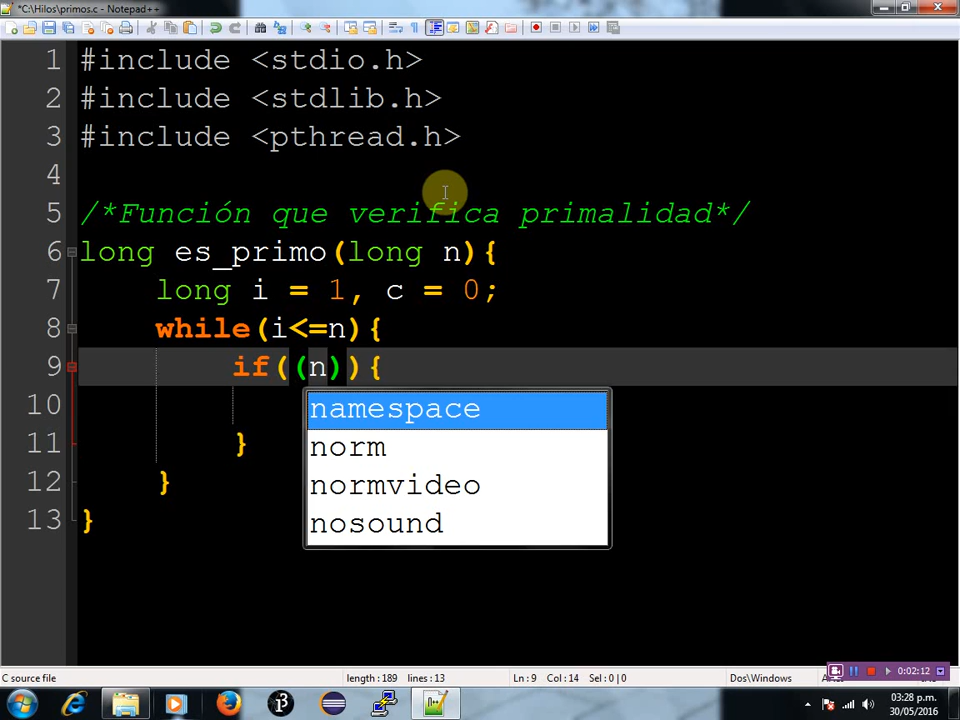 *C:\Hilos\primos.c - Notepad++
1 #include <stdio.h>
2 #include <stdlib.h>
3 #include <pthread.h>
4
5 /*Función que verifica primalidad*/
6 long es_primo(long n){
7 long i = 1, c = 0;
8 while(i<=n){
9 if((n)){
10
namespace
norm
normvideo
nosound
11 }
12 }
13 }
C source file length : 189 lines : 13 Ln : 9 Col : 14 Sel : 0 | 0 Dos\Windows
0:02:12
03:28 p.m.
30/05/2016